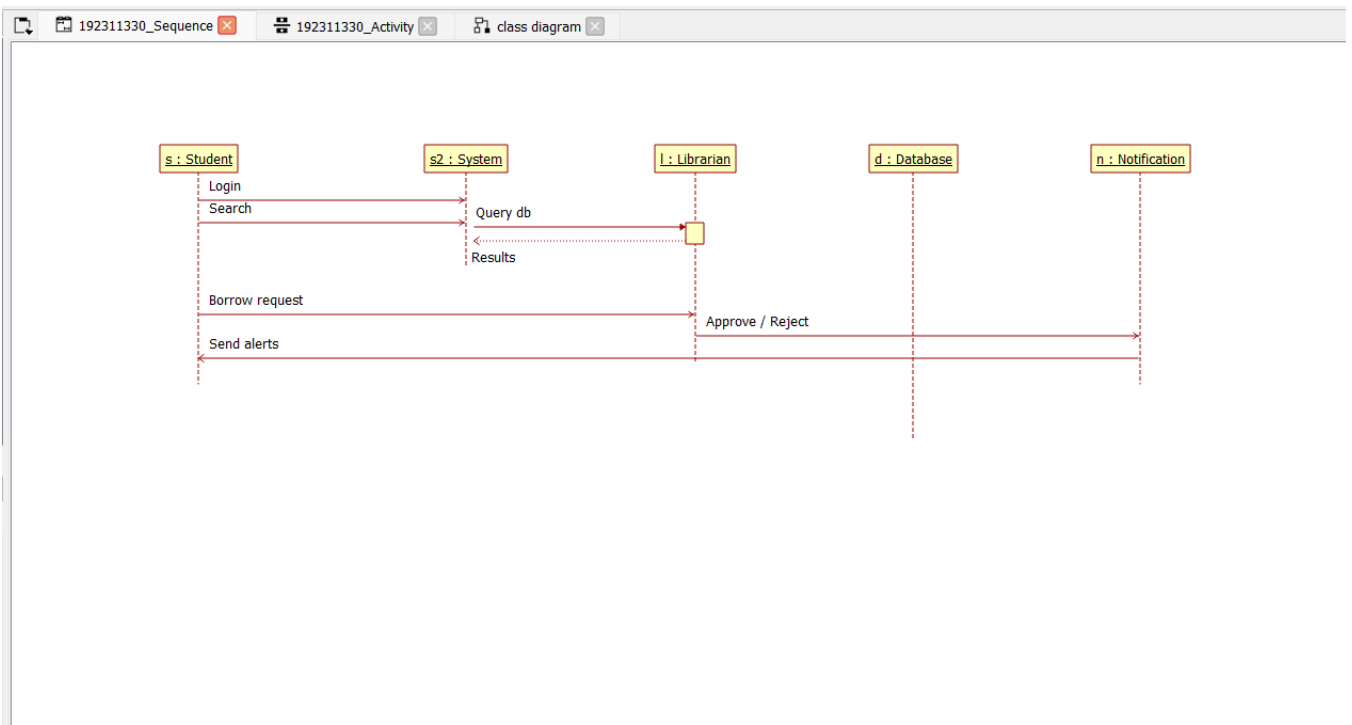 192311330_Sequence
192311330_Activity
class diagram
s : Student
s2 : System
l : Librarian
d : Database
n : Notification
Login
Search
Query db
Results
Borrow request
Approve / Reject
Send alerts